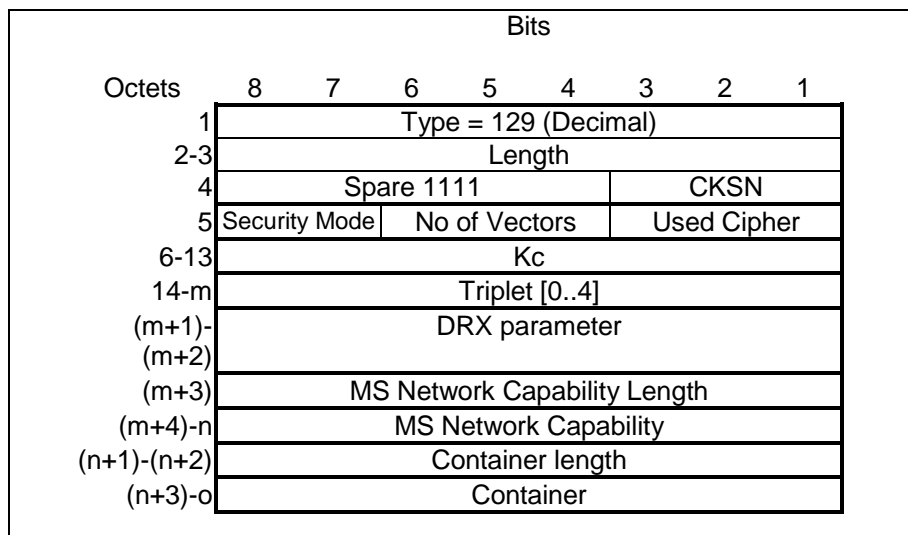 Bits
Octets 8 7 6 5 4 3 2 1
1 Type = 129 (Decimal)
2-3 Length
4 Spare 1111 CKSN
5 Security Mode No of Vectors Used Cipher
6-13 Kc
14-m Triplet [0..4]
(m+1)- DRX parameter
(m+2)
(m+3) MS Network Capability Length
(m+4)-n MS Network Capability
(n+1)-(n+2) Container length
(n+3)-o Container